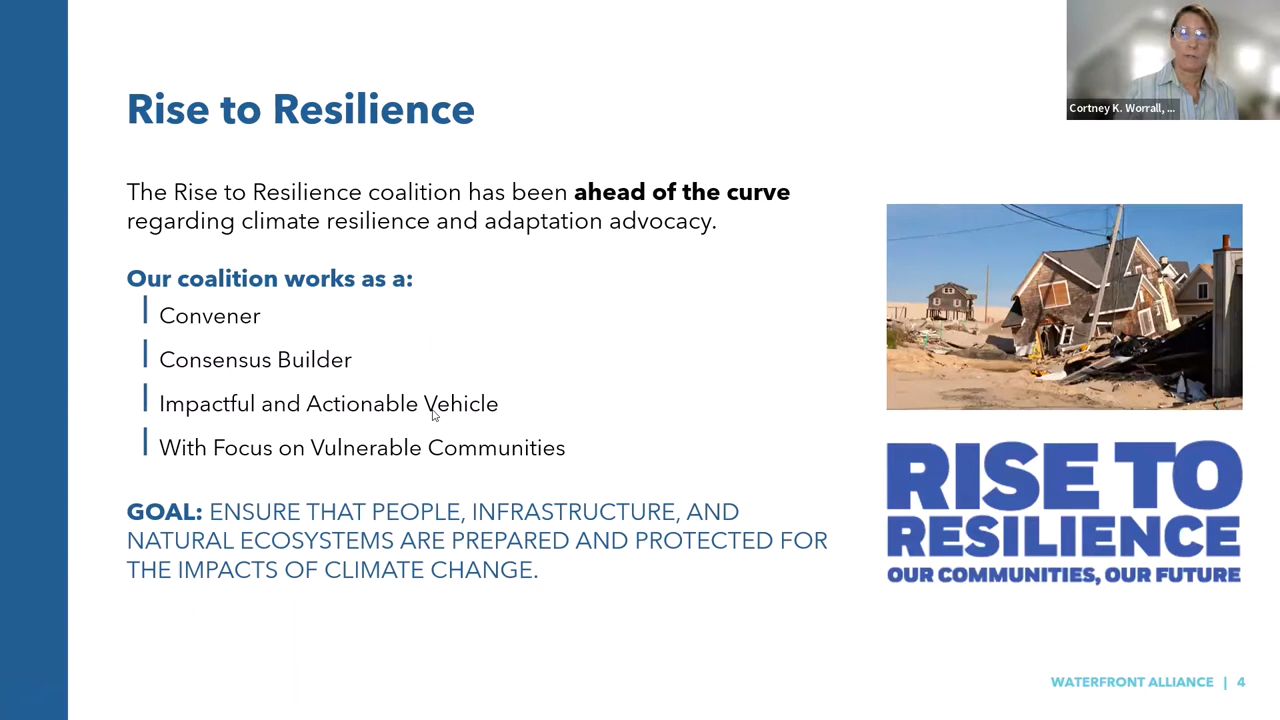 Rise to Resilience
Cortney K. Worrall, ...
The Rise to Resilience coalition has been ahead of the curve
regarding climate resilience and adaptation advocacy.
Our coalition works as a:
Convener
Consensus Builder
Impactful and Actionable Vehicle
With Focus on Vulnerable Communities
GOAL: ENSURE THAT PEOPLE, INFRASTRUCTURE, AND
NATURAL ECOSYSTEMS ARE PREPARED AND PROTECTED FOR
THE IMPACTS OF CLIMATE CHANGE.
RISE TO
RESILIENCE
OUR COMMUNITIES, OUR FUTURE
WATERFRONT ALLIANCE | 4